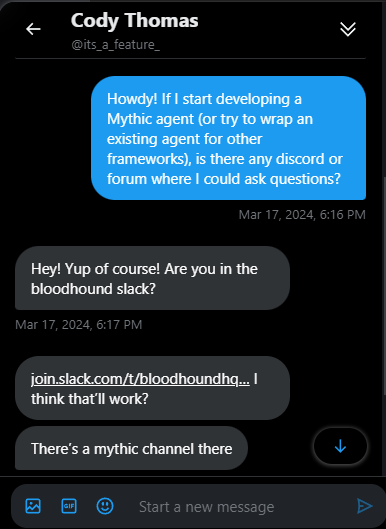 Cody Thomas
@its_a_feature_
Howdy! If I start developing a
Mythic agent (or try to wrap an
existing agent for other
frameworks), is there any discord or
forum where I could ask questions?
Mar 17, 2024, 6:16 PM
Hey! Yup of course! Are you in the
bloodhound slack?
Mar 17, 2024, 6:17 PM
join.slack.com/t/bloodhoundhq... I
think that'll work?
There's a mythic channel there
GIF
Start a new message